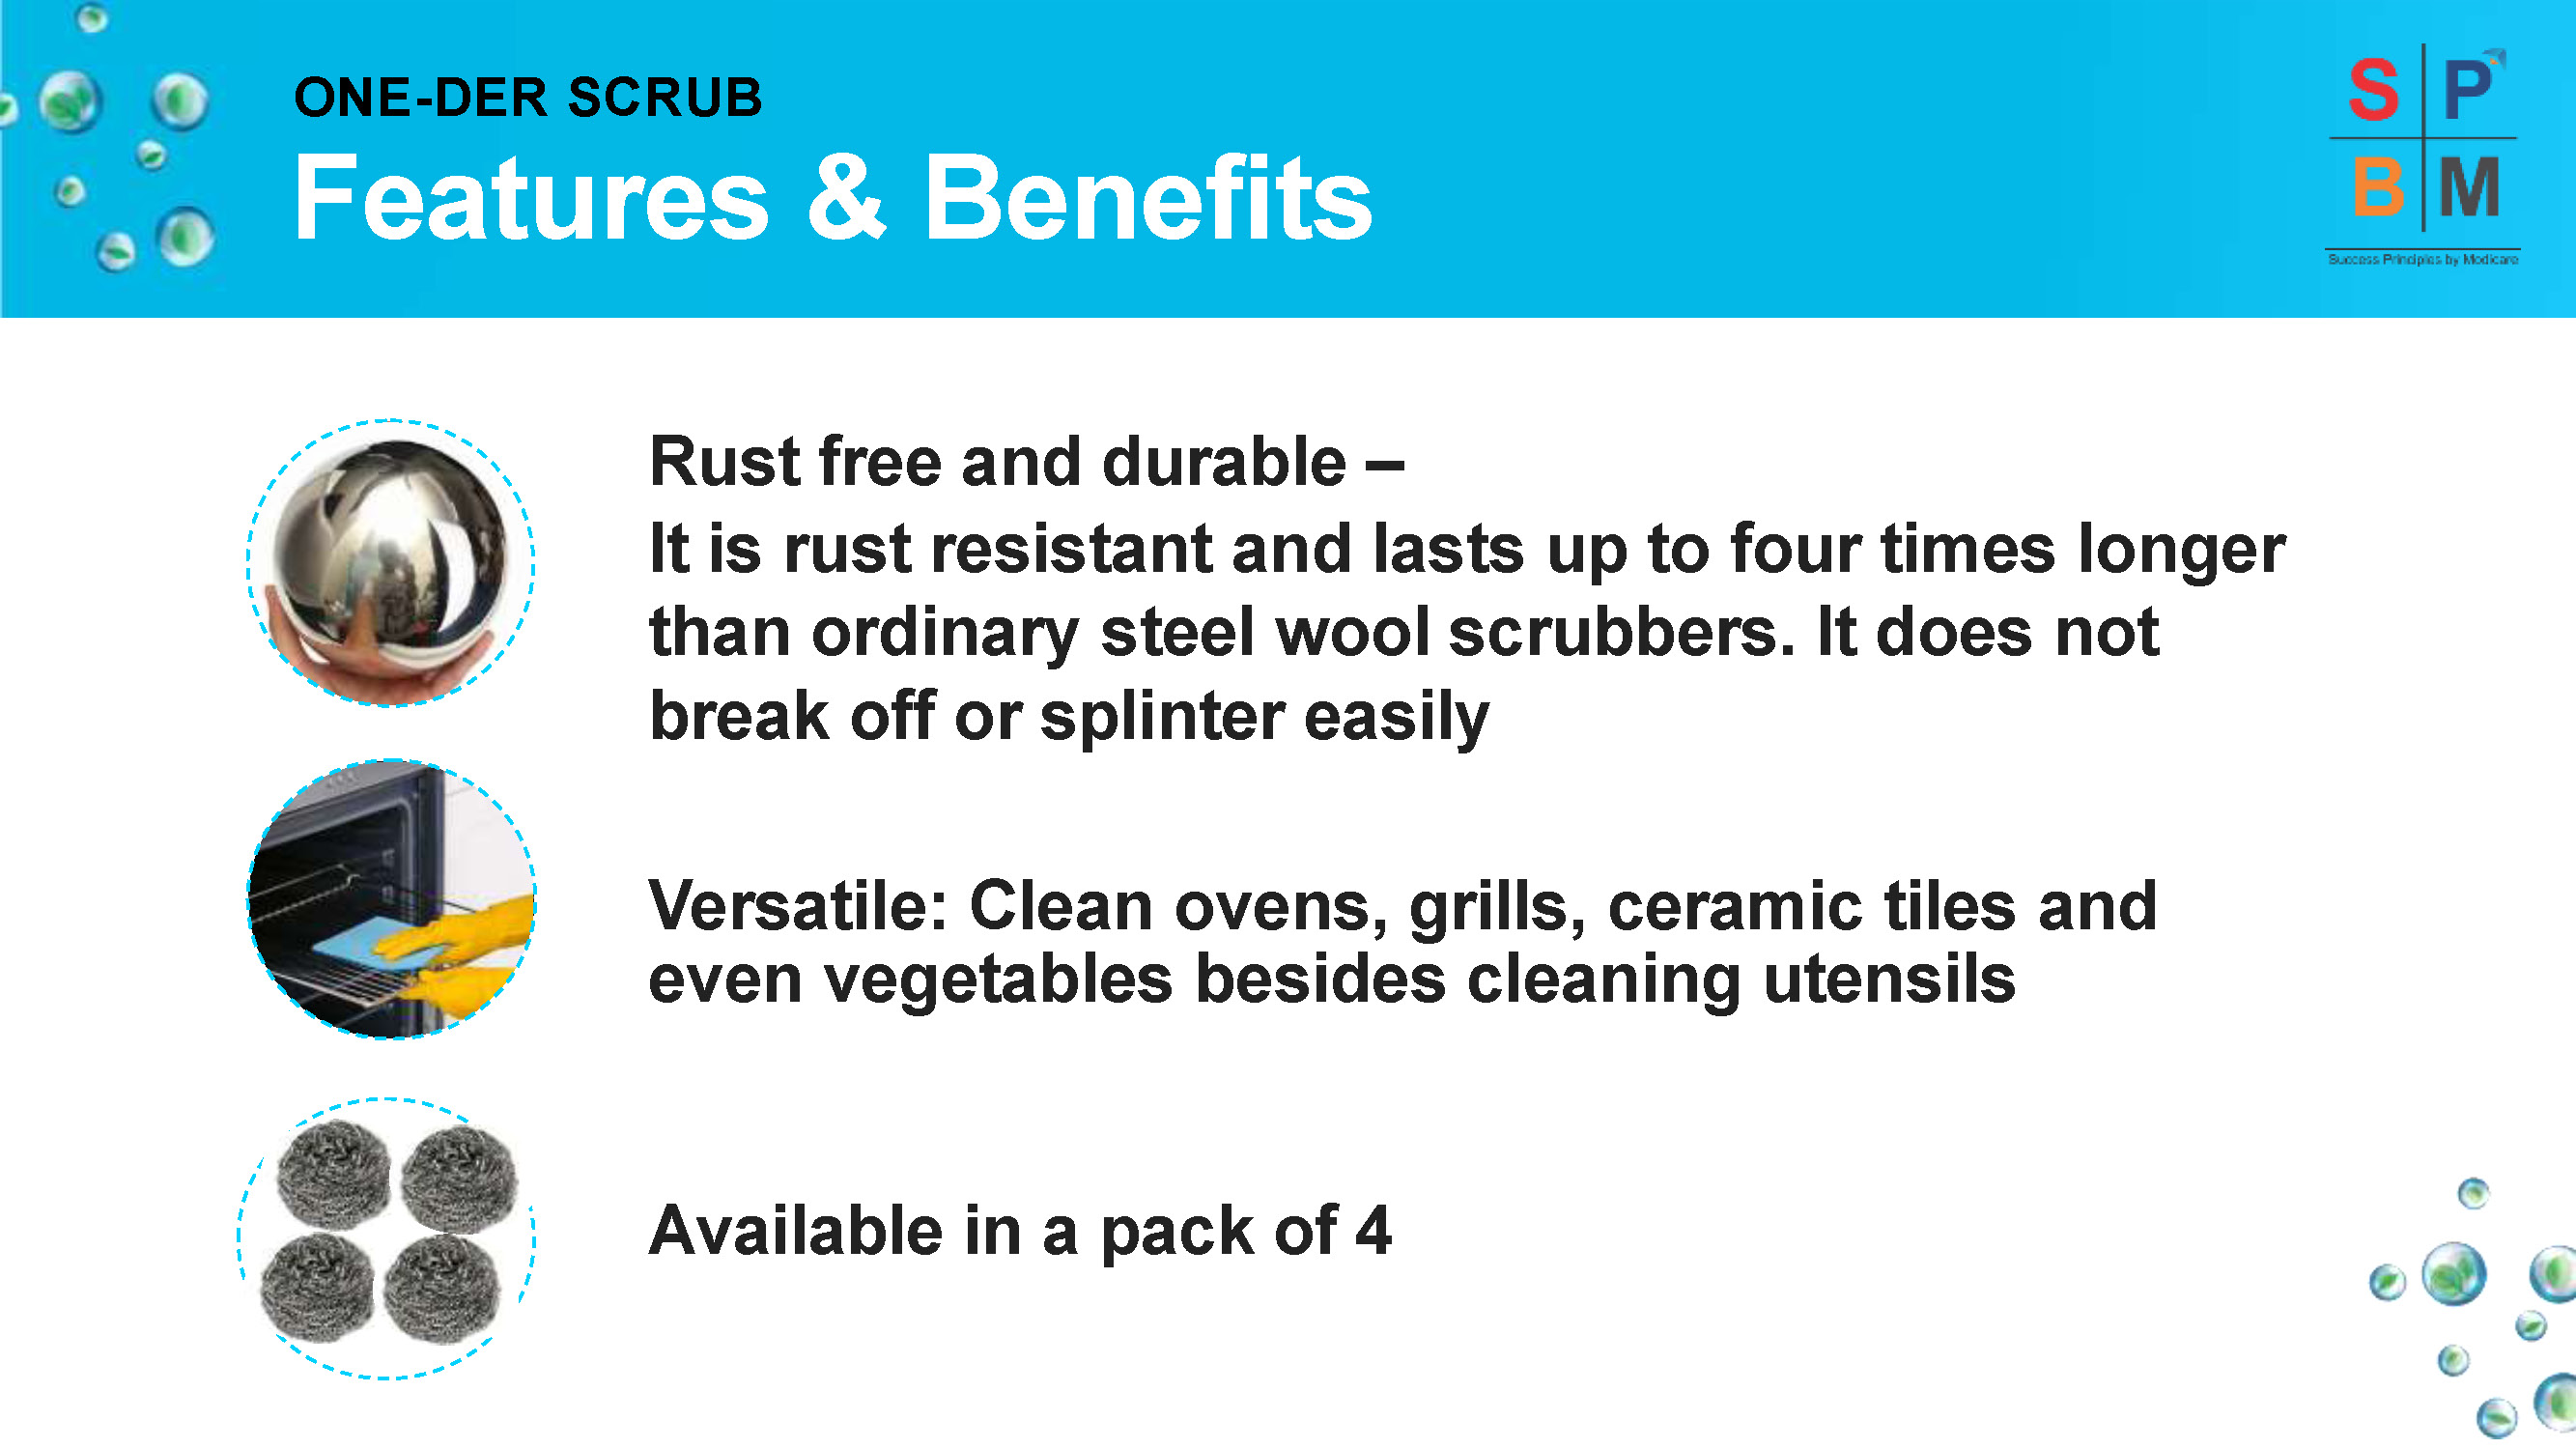 ONE-DER SCRUB
Features & Benefits
S P
B M
Success Principles by Modicare
Rust free and durable –
It is rust resistant and lasts up to four times longer
than ordinary steel wool scrubbers. It does not
break off or splinter easily
Versatile: Clean ovens, grills, ceramic tiles and
even vegetables besides cleaning utensils
Available in a pack of 4